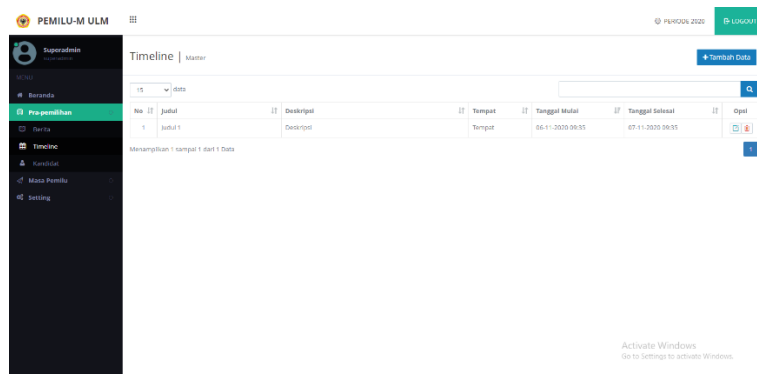 PEMILU-M ULM
PERIODE 2020
LOGOUT
Superadmin
superadmin
MENU
Beranda
Pra-pemilihan
Berita
Timeline
Kandidat
Masa Pemilu
Setting
Timeline | Master
+Tambah Data
15 data
No Judul Deskripsi Tempat Tanggal Mulai Tanggal Selesai Opsi
1 Judul 1 Deskripsi Tempat 06-11-2020 09:35 07-11-2020 09:35
Menampilkan 1 sampai 1 dari 1 Data
1
Activate Windows
Go to Settings to activate Windows.